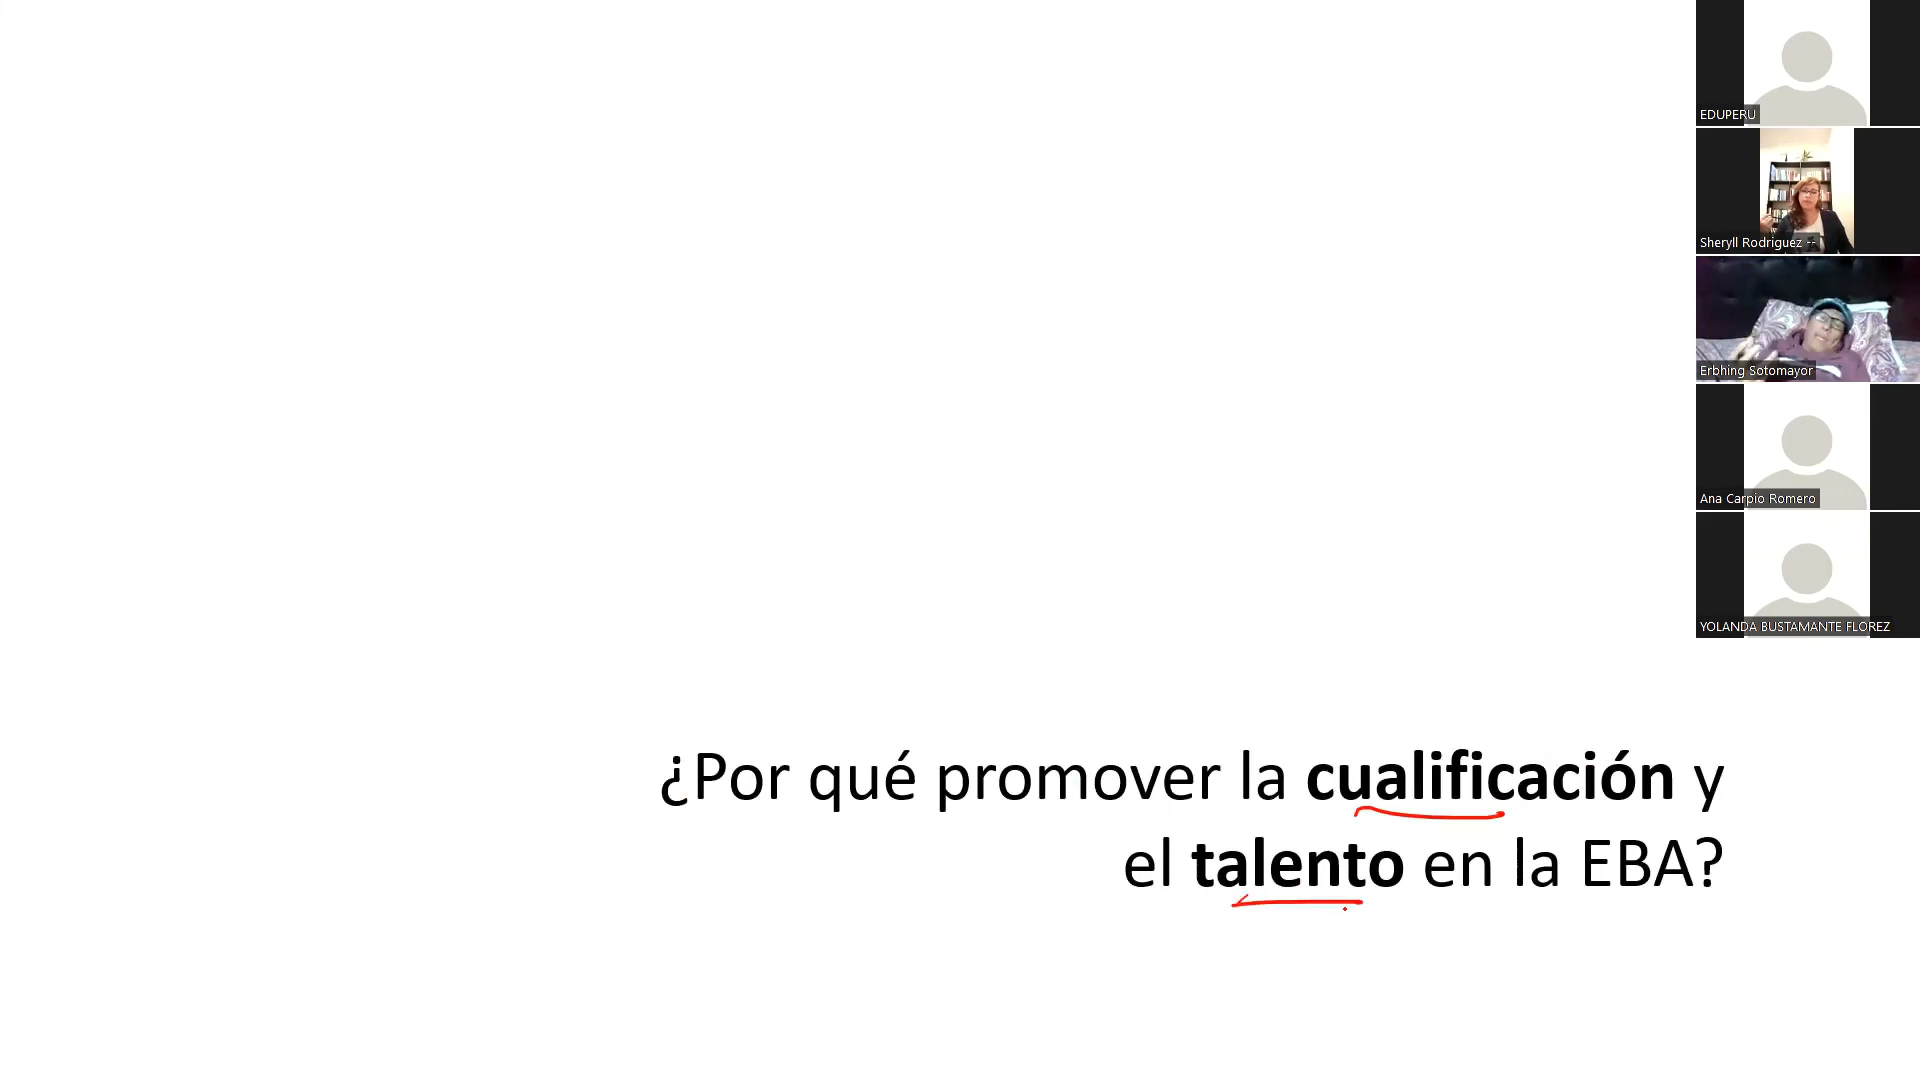 EDUPERU
Sheryll Rodriguez --
Erbhing Sotomayor
Ana Carpio Romero
YOLANDA BUSTAMANTE FLOREZ
¿Por qué promover la cualificación y
el talento en la EBA?